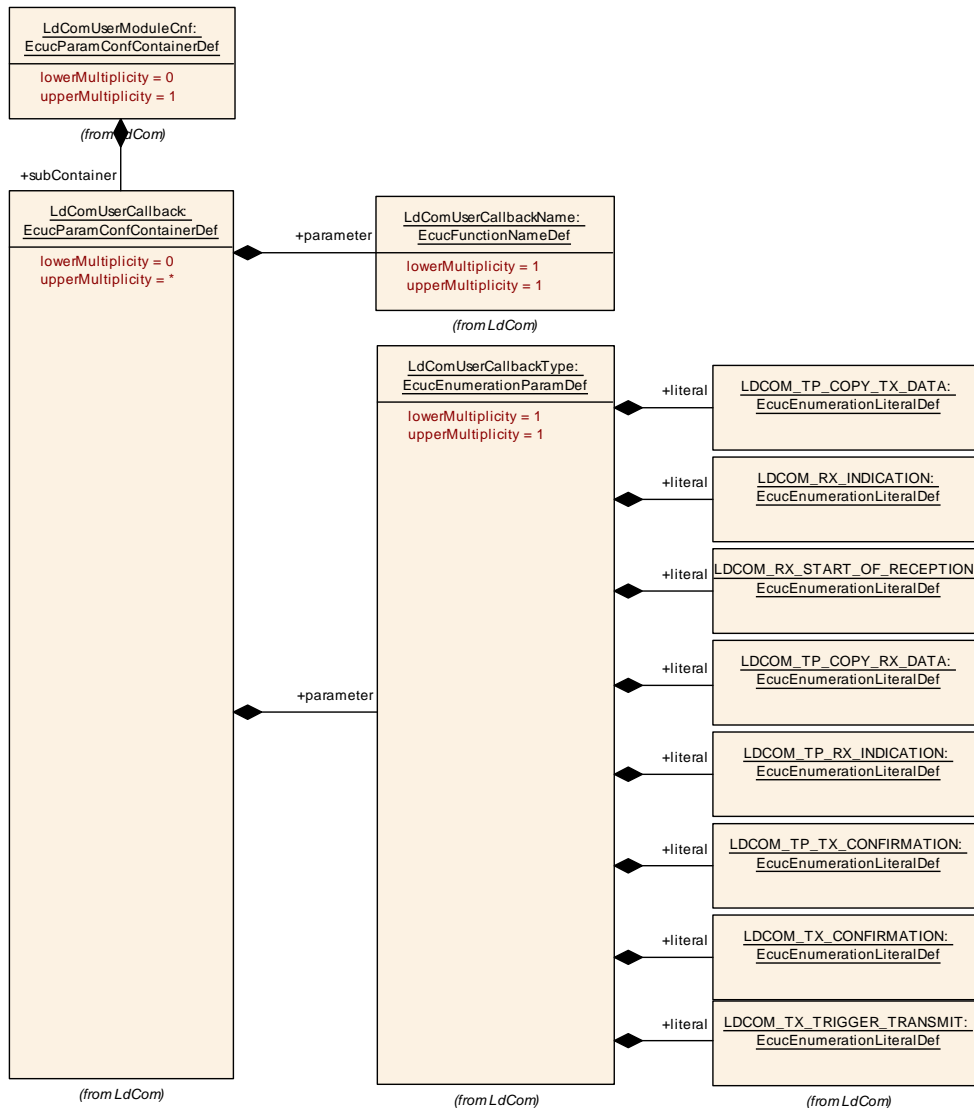 LdComUserModuleCnf:
EcucParamConfContainerDef
lowerMultiplicity = 0
upperMultiplicity = 1
(from LdCom)
+subContainer
LdComUserCallback:
EcucParamConfContainerDef
lowerMultiplicity = 0
upperMultiplicity = *
(from LdCom)
+parameter
LdComUserCallbackName:
EcucFunctionNameDef
lowerMultiplicity = 1
upperMultiplicity = 1
(from LdCom)
+parameter
LdComUserCallbackType:
EcucEnumerationParamDef
lowerMultiplicity = 1
upperMultiplicity = 1
(from LdCom)
+literal
LDCOM_TP_COPY_TX_DATA:
EcucEnumerationLiteralDef
+literal
LDCOM_RX_INDICATION:
EcucEnumerationLiteralDef
+literal
LDCOM_RX_START_OF_RECEPTION
EcucEnumerationLiteralDef
+literal
LDCOM_TP_COPY_RX_DATA:
EcucEnumerationLiteralDef
+literal
LDCOM_TP_RX_INDICATION:
EcucEnumerationLiteralDef
+literal
LDCOM_TP_TX_CONFIRMATION:
EcucEnumerationLiteralDef
+literal
LDCOM_TX_CONFIRMATION:
EcucEnumerationLiteralDef
+literal
LDCOM_TX_TRIGGER_TRANSMIT:
EcucEnumerationLiteralDef
(from LdCom)